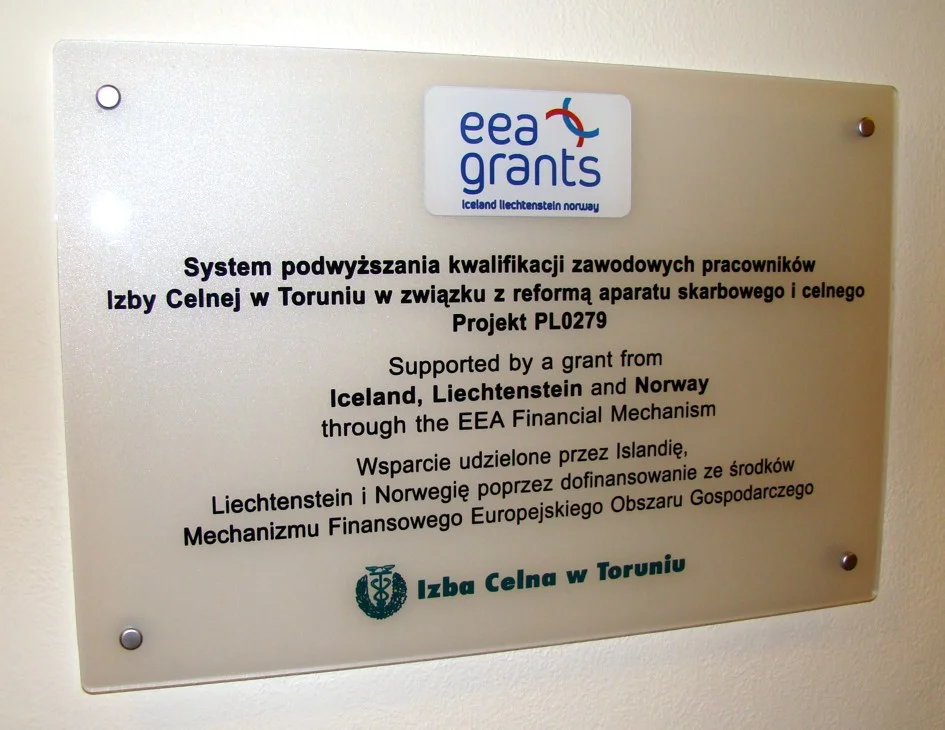 eea
grants
iceland liechtenstein norway
System podwyższania kwalifikacji zawodowych pracowników
Izby Celnej w Toruniu w związku z reformą aparatu skarbowego i celnego
Projekt PL0279
Supported by a grant from
Iceland, Liechtenstein and Norway
through the EEA Financial Mechanism
Wsparcie udzielone przez Islandię,
Liechtenstein i Norwegię poprzez dofinansowanie ze środków
Mechanizmu Finansowego Europejskiego Obszaru Gospodarczego
Izba Celna w Toruniu